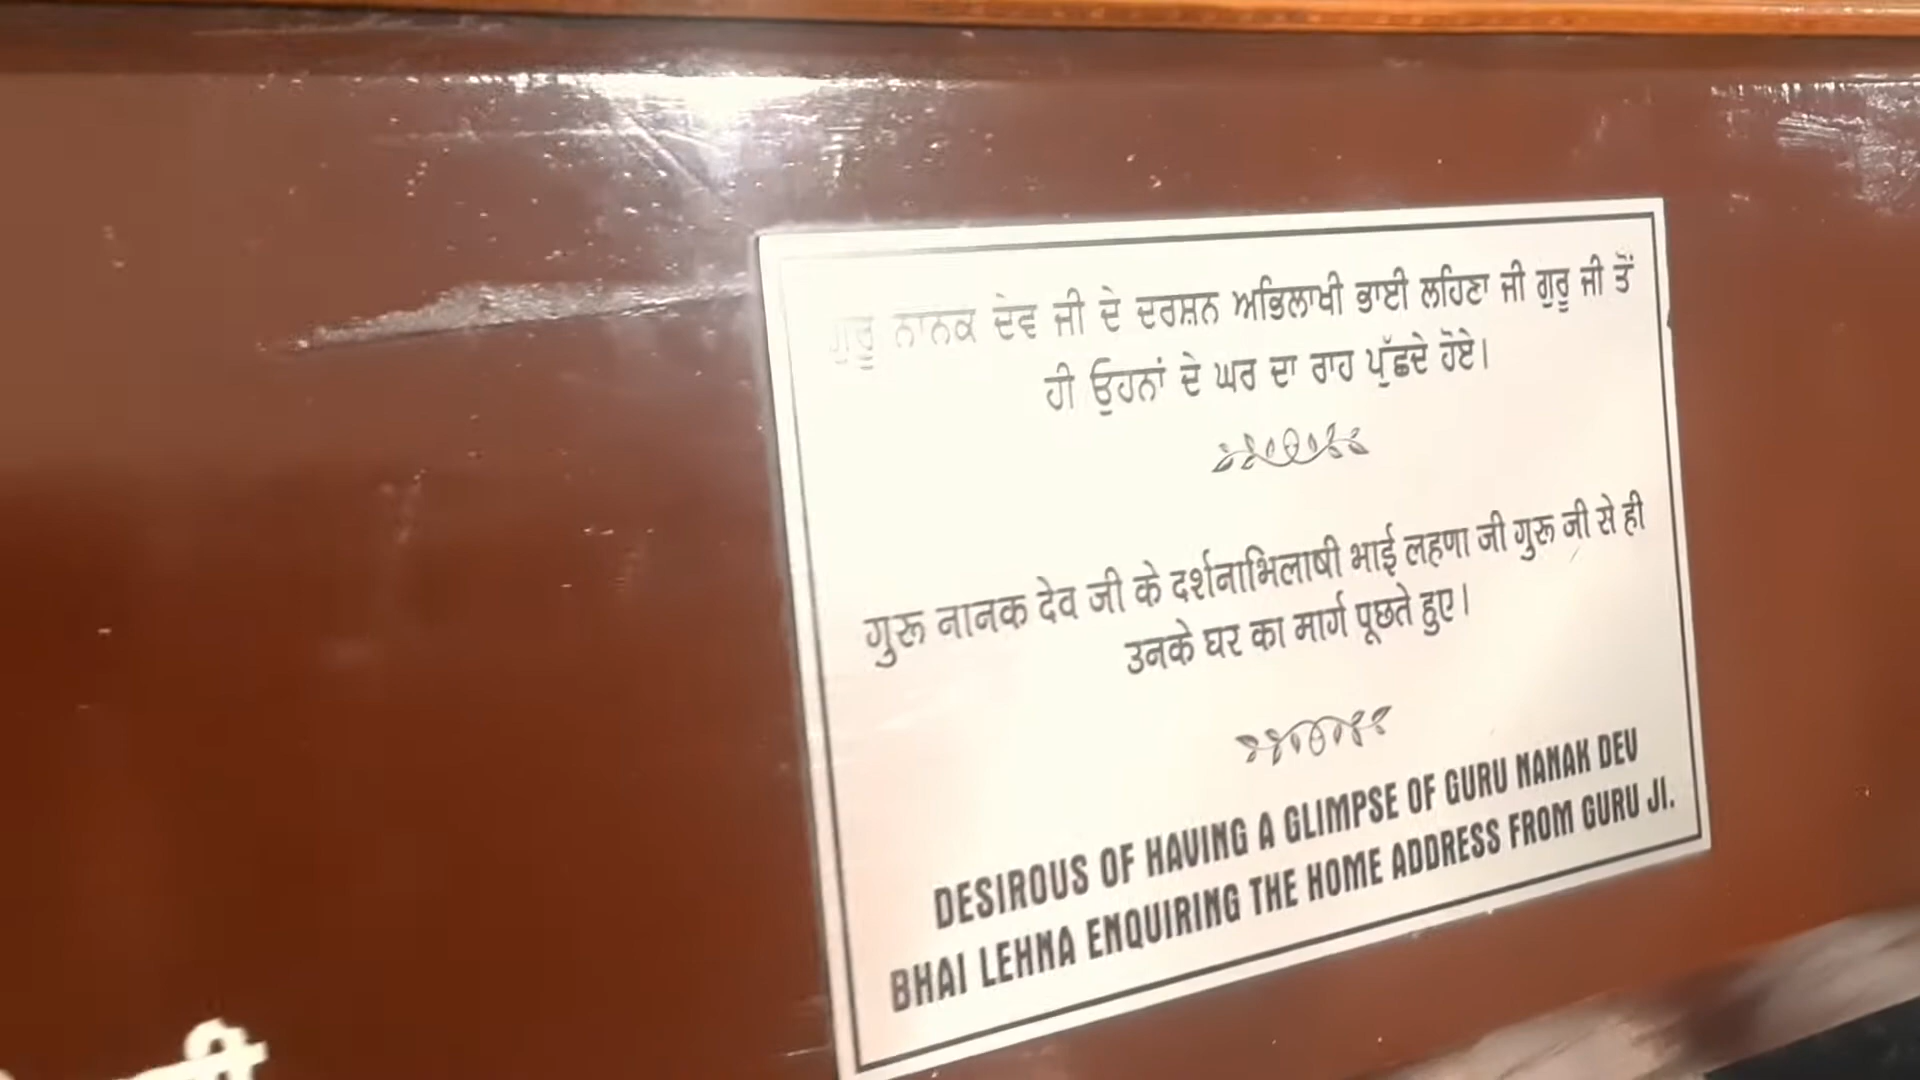 ਗੁਰੂ ਨਾਨਕ ਦੇਵ ਜੀ ਦੇ ਦਰਸ਼ਨ ਅਭਿਲਾਖੀ ਭਾਈ ਲਹਿਣਾ ਜੀ ਗੁਰੂ ਜੀ ਤੋਂ
ਹੀ ਉਹਨਾਂ ਦੇ ਘਰ ਦਾ ਰਾਹ ਪੁੱਛਦੇ ਹੋਏ।
गुरू नानक देव जी के दर्शनाभिलाषी भाई लहणा जी गुरू जी से ही
उनके घर का मार्ग पूछते हुए।
DESIROUS OF HAVING A GLIMPSE OF GURU NANAK DEV
BHAI LEHNA ENQUIRING THE HOME ADDRESS FROM GURU JI.